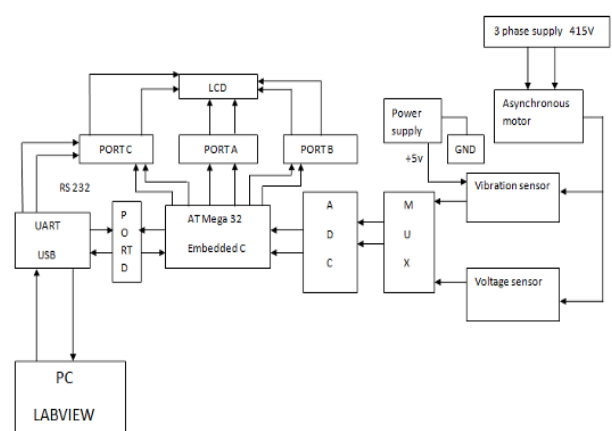 3 phase supply 415V
LCD
Power
supply
Asynchronous
motor
PORT C
PORT A
PORT B
GND
+5v
RS 232
Vibration sensor
UART
USB
P
O
R T
D
AT Mega 32
Embedded C
A
D
C
M
U
X
Voltage sensor
PC
LABVIEW